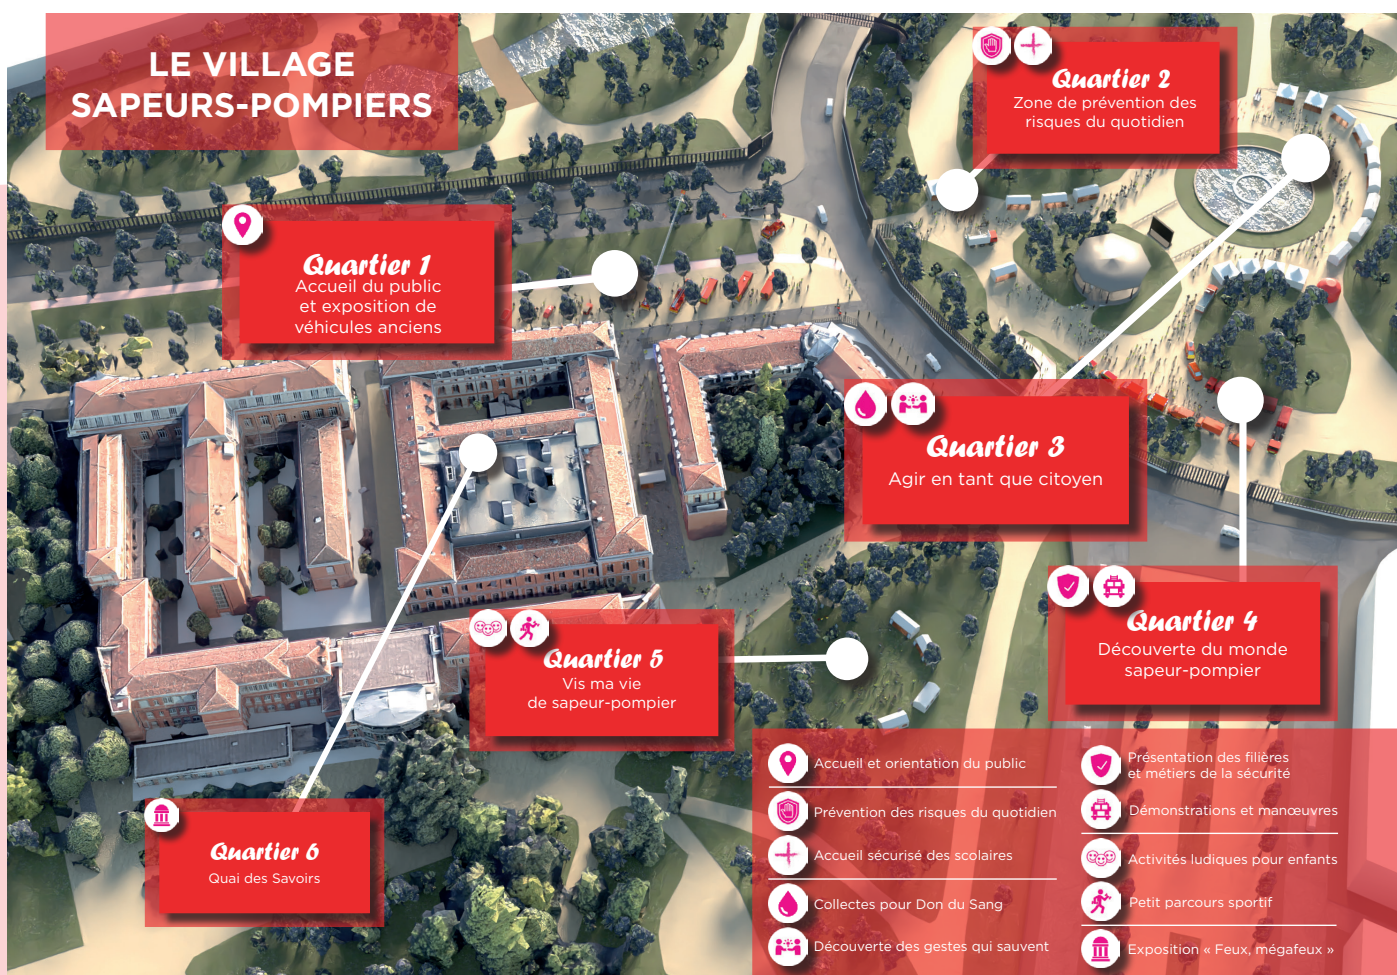 LE VILLAGE
SAPEURS-POMPIERS
Quartier 2
Zone de prévention des
risques du quotidien
Quartier 1
Accueil du public
et exposition de
véhicules anciens
Quartier 3
Agir en tant que citoyen
Quartier 4
Découverte du monde
sapeur-pompier
Quartier 5
Vis ma vie
de sapeur-pompier
Quartier 6
Quai des Savoirs
Accueil et orientation du public
Prévention des risques du quotidien
Accueil sécurisé des scolaires
Collectes pour Don du Sang
Découverte des gestes qui sauvent
Présentation des filières
et métiers de la sécurité
Démonstrations et manœuvres
Activités ludiques pour enfants
Petit parcours sportif
Exposition « Feux, mégafeux »